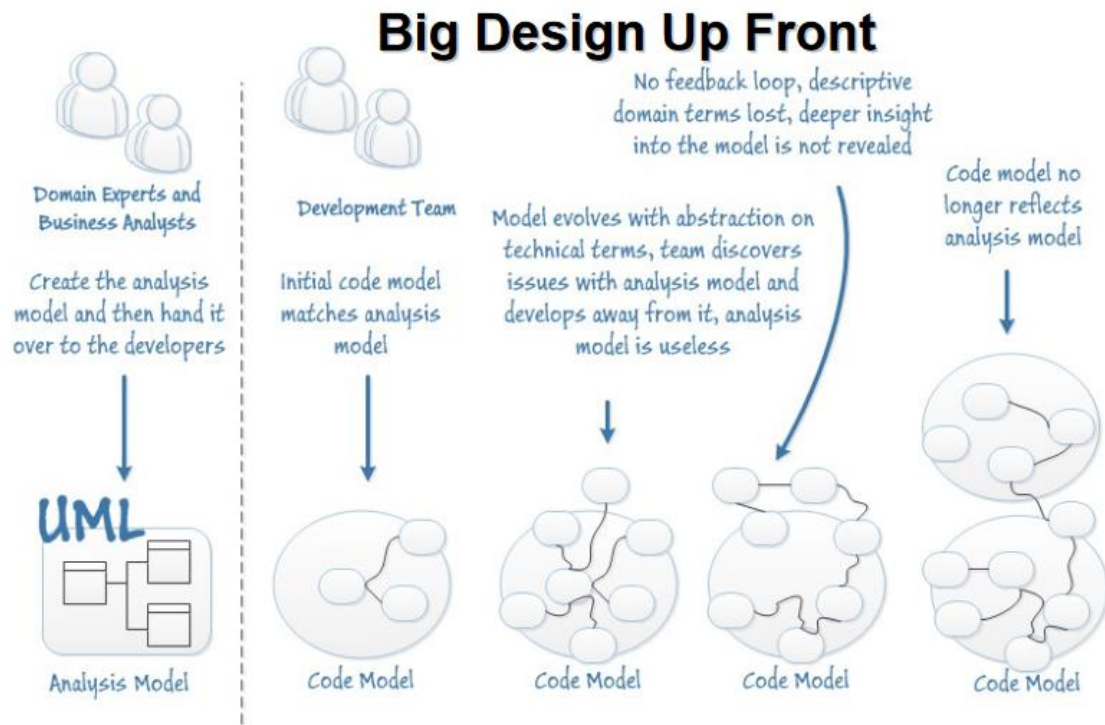 Big Design Up Front
Domain Experts and
Business Analysts
Create the analysis
model and then hand it
over to the developers
UML
Analysis Model
Development Team
Initial code model
matches analysis
model
Code Model
Model evolves with abstraction on
technical terms, team discovers
issues with analysis model and
develops away from it, analysis
model is useless
Code Model
No feedback loop, descriptive
domain terms lost, deeper insight
into the model is not revealed
Code Model
Code model no
longer reflects
analysis model
Code Model